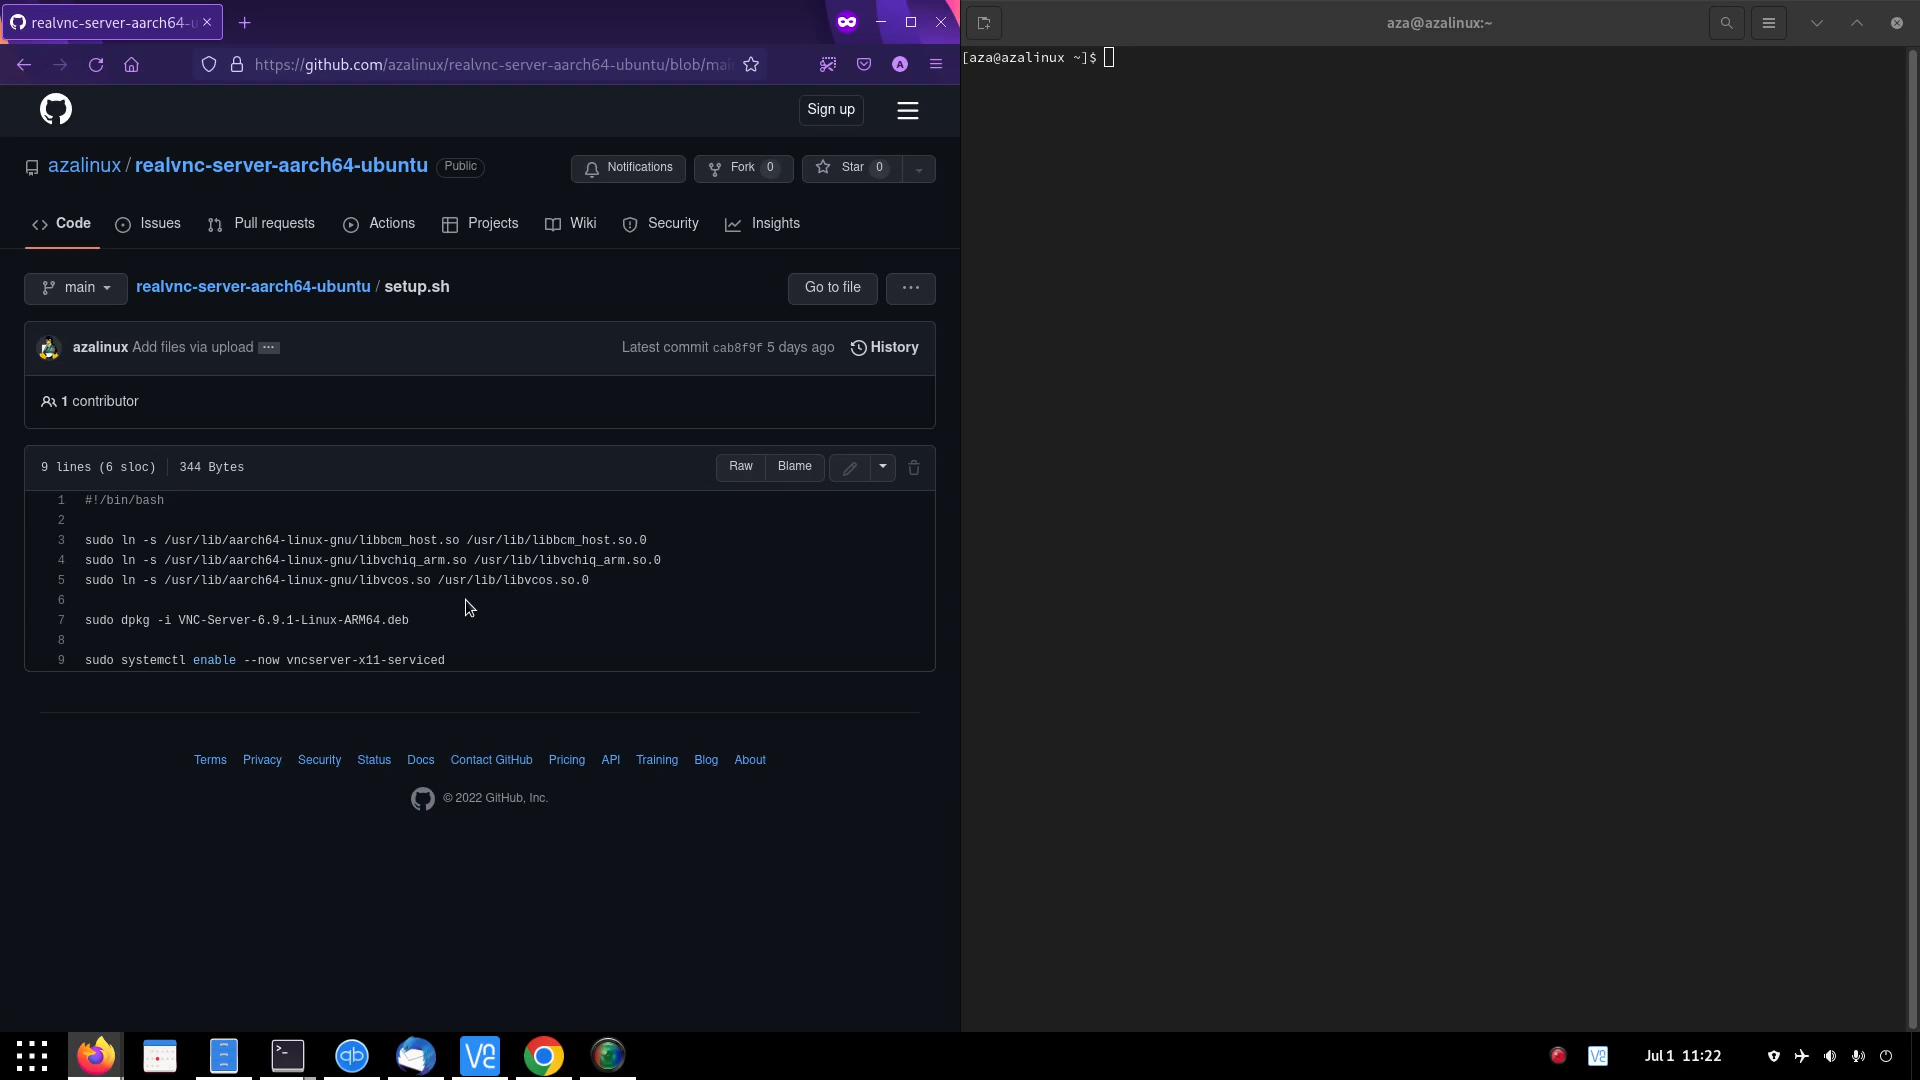 realvnc-server-aarch64-u
https://github.com/azalinux/realvnc-server-aarch64-ubuntu/blob/mai
Sign up
azalinux / realvnc-server-aarch64-ubuntu Public
Notifications
Fork 0
Star 0
Code
Issues
Pull requests
Actions
Projects
Wiki
Security
Insights
main
realvnc-server-aarch64-ubuntu / setup.sh
Go to file
azalinux Add files via upload
Latest commit cab8f9f 5 days ago
History
1 contributor
9 lines (6 sloc) 344 Bytes
Raw
Blame
1 #!/bin/bash
2
3 sudo ln -s /usr/lib/aarch64-linux-gnu/libbcm_host.so /usr/lib/libbcm_host.so.0
4 sudo ln -s /usr/lib/aarch64-linux-gnu/libvchiq_arm.so /usr/lib/libvchiq_arm.so.0
5 sudo ln -s /usr/lib/aarch64-linux-gnu/libvcos.so /usr/lib/libvcos.so.0
6
7 sudo dpkg -i VNC-Server-6.9.1-Linux-ARM64.deb
8
9 sudo systemctl enable --now vncserver-x11-serviced
Terms Privacy Security Status Docs Contact GitHub Pricing API Training Blog About
© 2022 GitHub, Inc.
aza@azalinux:~
[aza@azalinux ~]$
Jul 1 11:22